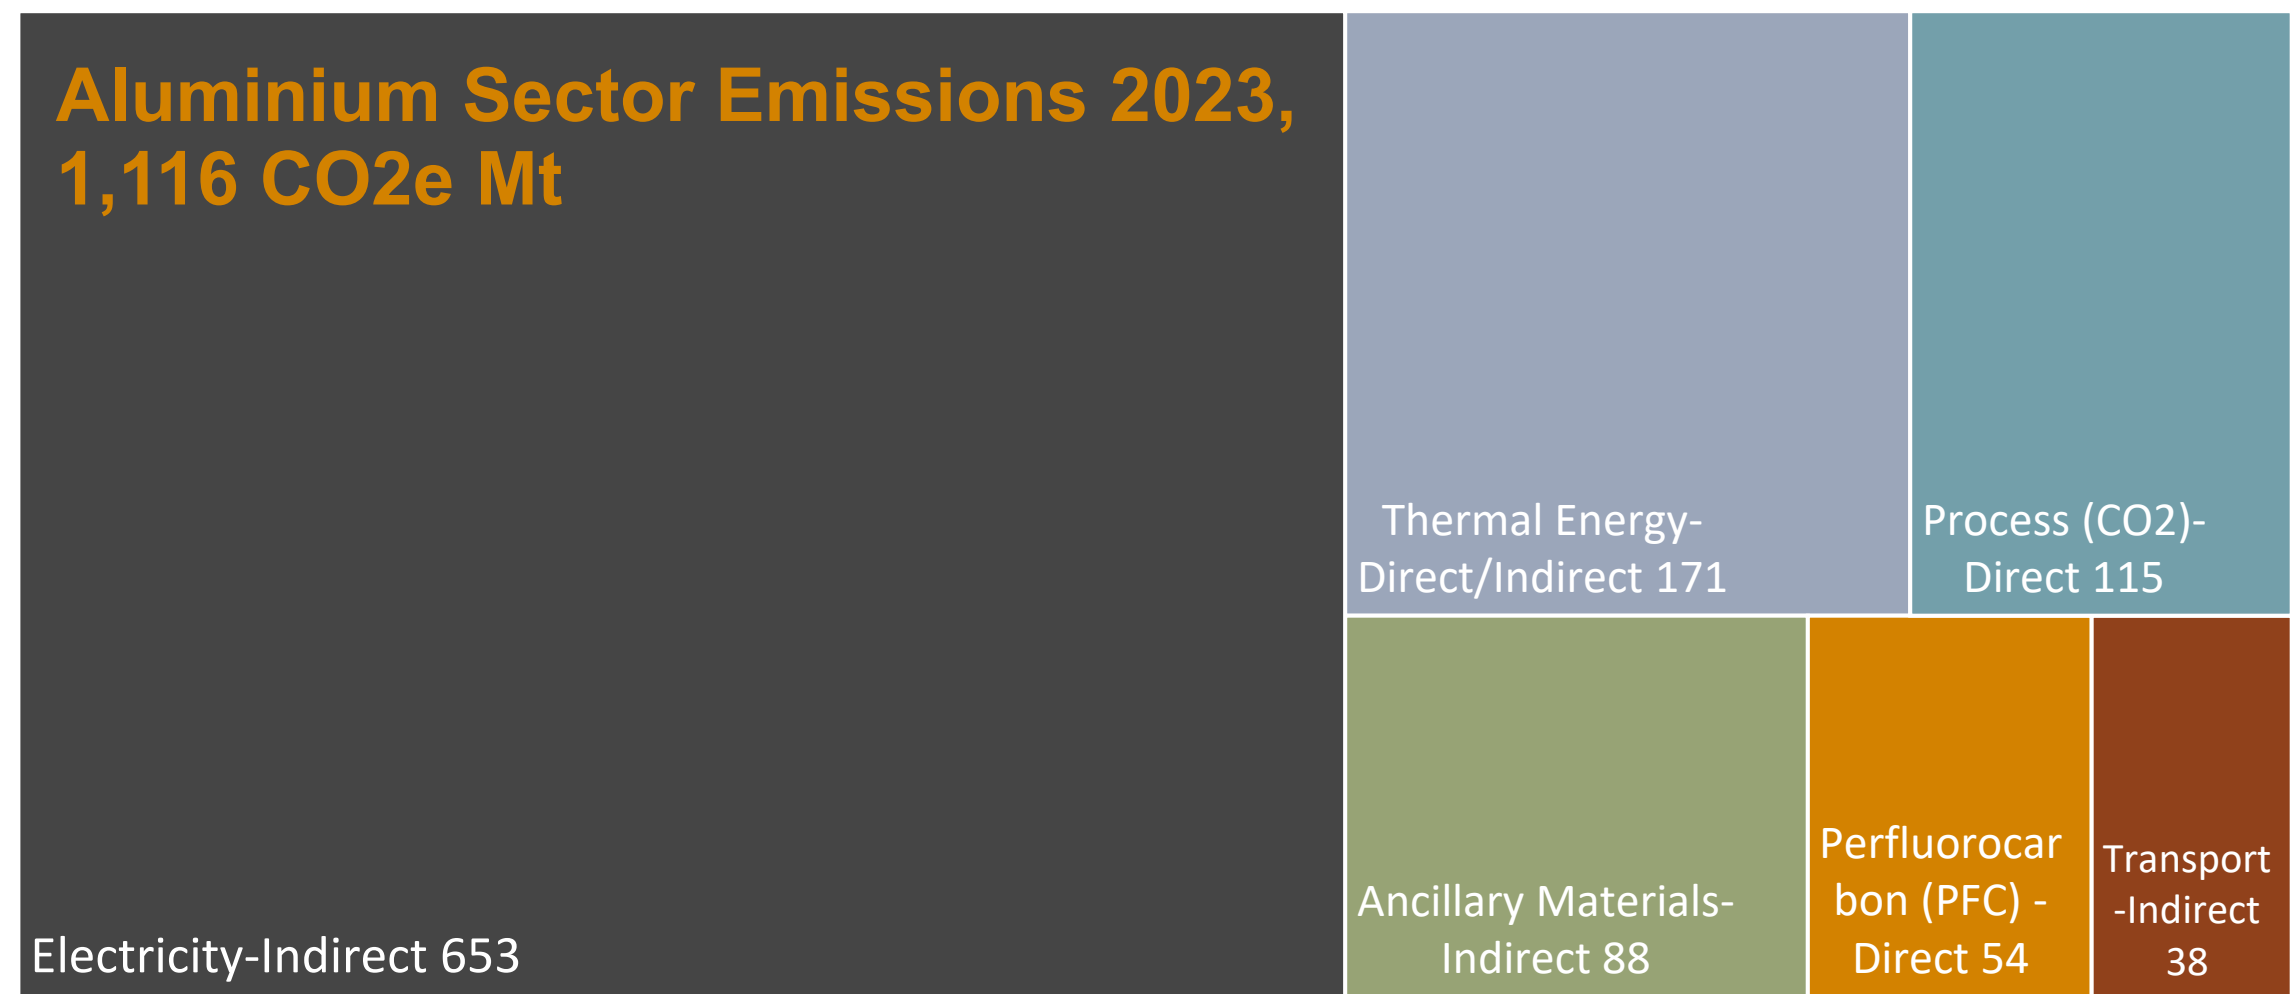 Aluminium Sector Emissions 2023,
1,116 CO2e Mt
Electricity-Indirect 653
Thermal Energy-
Direct/Indirect 171
Process (CO2)-
Direct 115
Ancillary Materials-
Indirect 88
Perfluorocar
bon (PFC) -
Direct 54
Transport
-Indirect
38